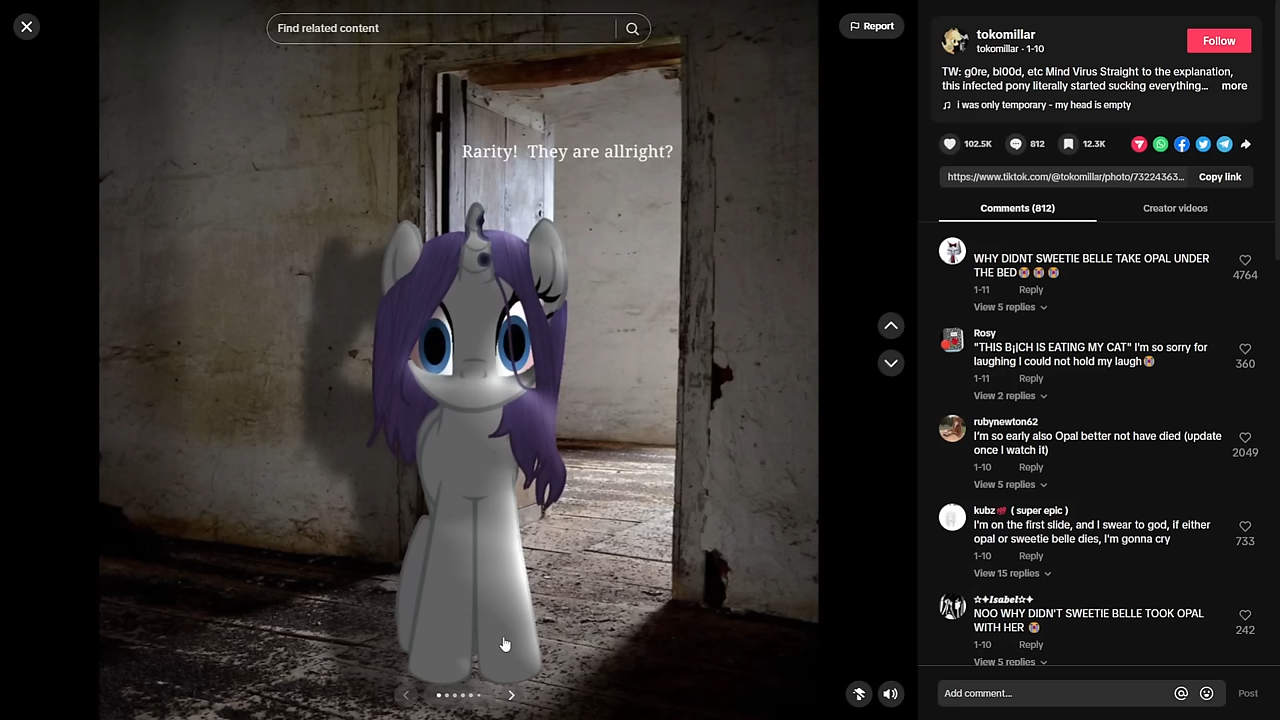 Find related content
Report
Rarity!  They are allright?
tokomillar
tokomillar · 1-10
Follow
TW: g0re, bl00d, etc Mind Virus Straight to the explanation,
this infected pony literally started sucking everything... more
i was only temporary - my head is empty
102.5K
812
12.3K
https://www.tiktok.com/@tokomillar/photo/73224363...
Copy link
Comments (812)
Creator videos
WHY DIDNT SWEETIE BELLE TAKE OPAL UNDER
THE BED😭😭😭
4764
1-11 Reply
View 5 replies
Rosy
"THIS B¡¡CH IS EATING MY CAT" I'm so sorry for
laughing I could not hold my laugh😭
360
1-11 Reply
View 2 replies
rubynewton62
I'm so early also Opal better not have died (update
once I watch it)
2049
1-10 Reply
View 5 replies
kubz💯 ( super epic )
I'm on the first slide, and I swear to god, if either
opal or sweetie belle dies, I'm gonna cry
733
1-10 Reply
View 15 replies
☆✦Isabel☆✦
NOO WHY DIDN'T SWEETIE BELLE TOOK OPAL
WITH HER 😭
242
1-10 Reply
View 5 replies
Add comment...
Post